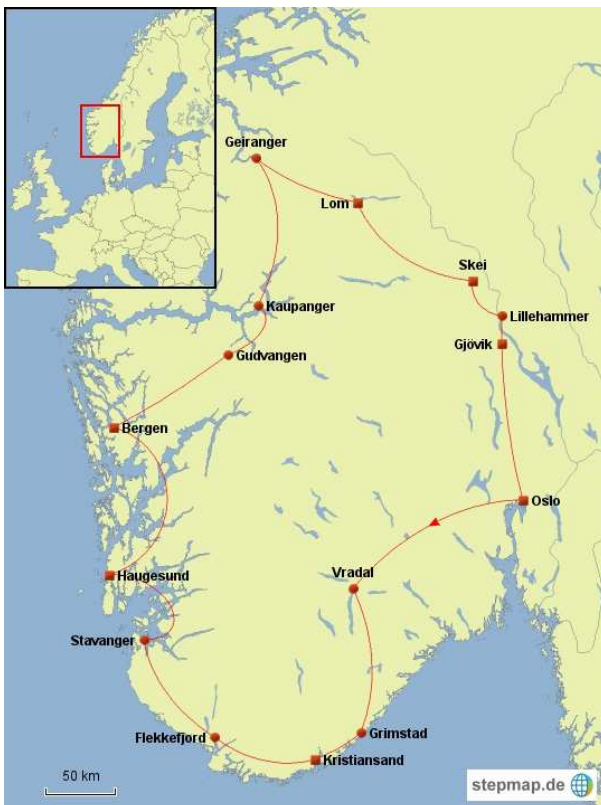 Geiranger
Lom
Skei
Kaupanger
Lillehammer
Gjövik
Gudvangen
Bergen
Oslo
Haugesund
Vradal
Stavanger
Flekkefjord
Grimstad
Kristiansand
50 km
stepmap.de